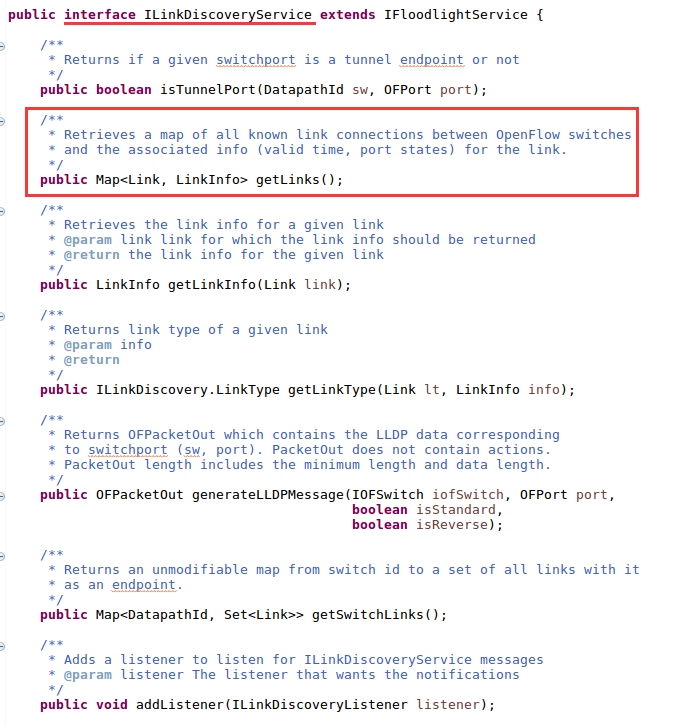 public interface ILinkDiscoveryService extends IFloodlightService {
/**
* Returns if a given switchport is a tunnel endpoint or not
*/
public boolean isTunnelPort(DatapathId sw, OFPort port);
/**
* Retrieves a map of all known link connections between OpenFlow switches
* and the associated info (valid time, port states) for the link.
*/
public Map<Link, LinkInfo> getLinks();
/**
* Retrieves the link info for a given link
* @param link link for which the link info should be returned
* @return the link info for the given link
*/
public LinkInfo getLinkInfo(Link link);
/**
* Returns link type of a given link
* @param info
* @return
*/
public ILinkDiscovery.LinkType getLinkType(Link lt, LinkInfo info);
/**
* Returns OFPacketOut which contains the LLDP data corresponding
* to switchport (sw, port). PacketOut does not contain actions.
* PacketOut length includes the minimum length and data length.
*/
public OFPacketOut generateLLDPMessage(IOFSwitch iofSwitch, OFPort port,
boolean isStandard,
boolean isReverse);
/**
* Returns an unmodifiable map from switch id to a set of all links with it
* as an endpoint.
*/
public Map<DatapathId, Set<Link>> getSwitchLinks();
/**
* Adds a listener to listen for ILinkDiscoveryService messages
* @param listener The listener that wants the notifications
*/
public void addListener(ILinkDiscoveryListener listener);